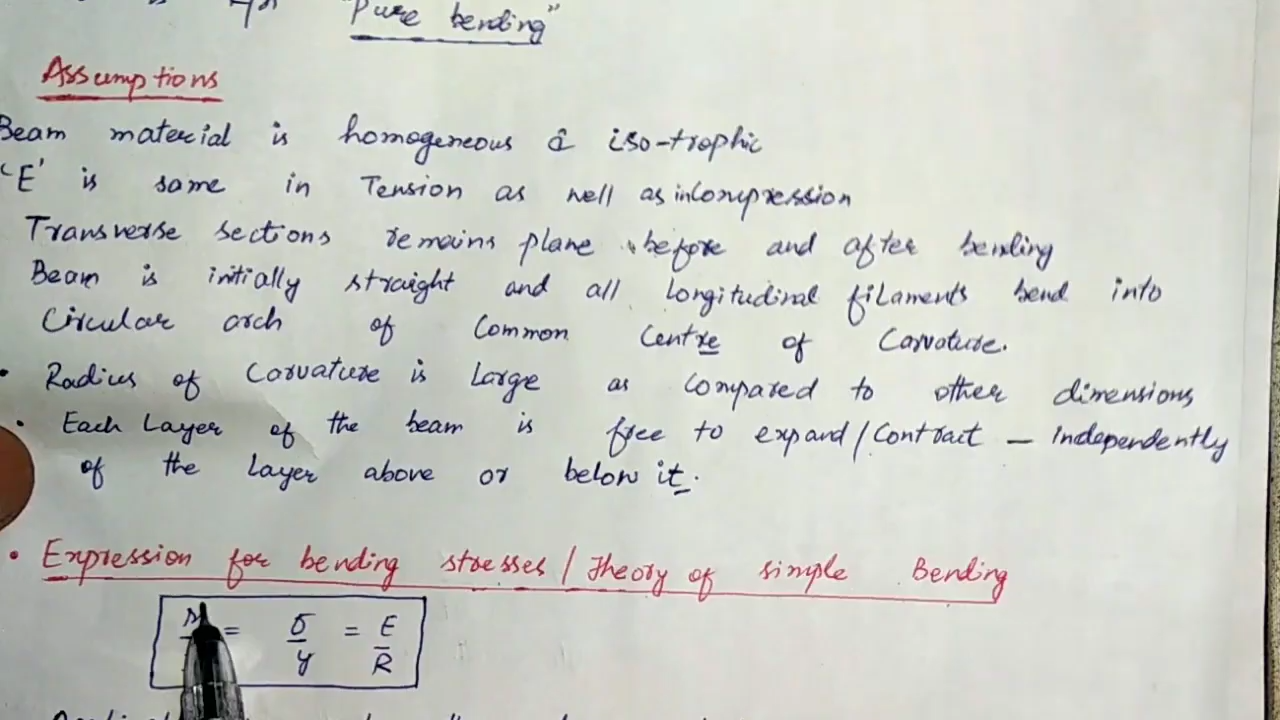 "Pure bending"
Assumptions
Beam material is homogeneous & iso-trophic
'E' is same in Tension as well as in Compression
Transverse sections remains plane before and after bending
Beam is initially straight and all longitudinal filaments bend into
Circular arch of Common Centre of Carvature.
• Radius of Carvature is Large as Compared to other dimensions
• Each Layer of the beam is free to expand/Contract – independently
of the Layer above or below it.
• Expression for bending stresses / Theory of simple Bending
= σ/y = E/R